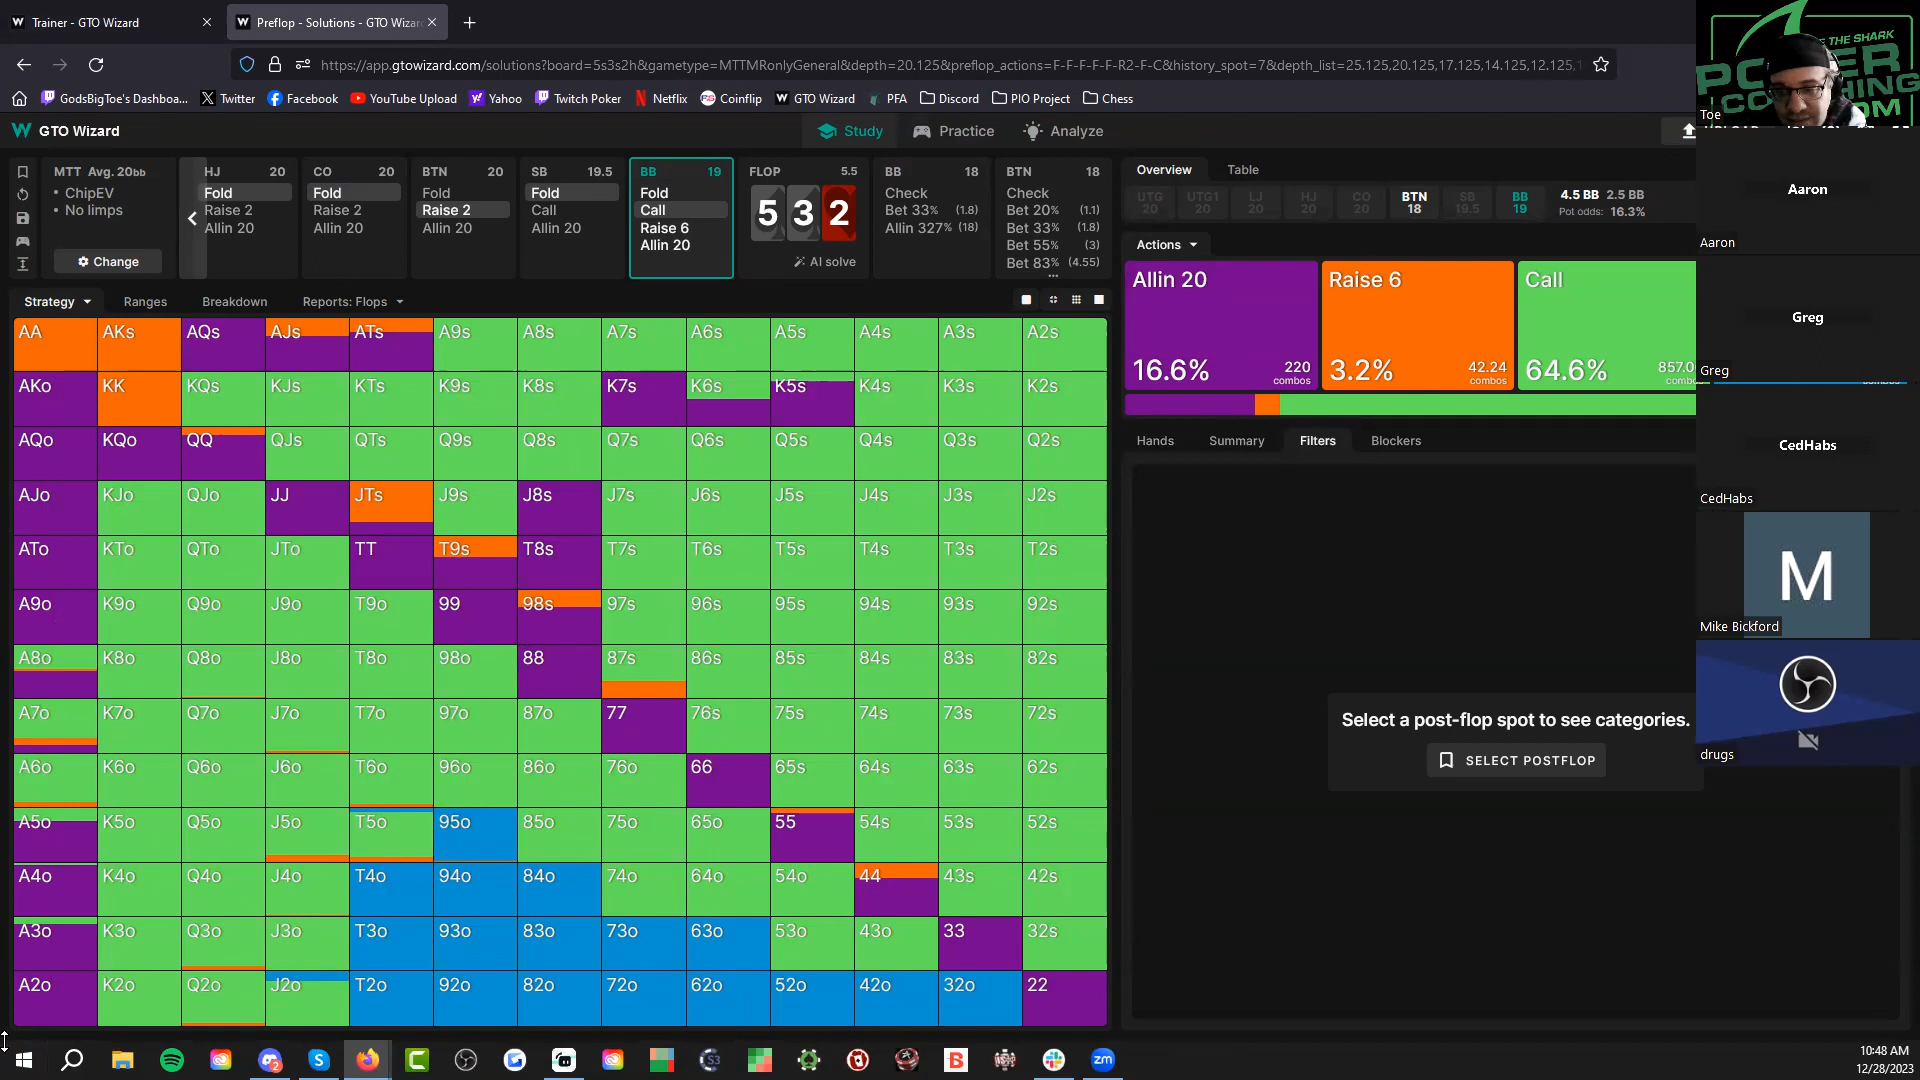 Trainer - GTO Wizard
Preflop - Solutions - GTO Wizar
https://app.gtowizard.com/solutions?board=5s3s2h&gametype=MTTMRonlyGeneral&depth=20.125&preflop_actions=F-F-F-F-F-R2-F-C&history_spot=7&depth_list=25.125,20.125,17.125,14.125,12.125,1
GodsBigToe's Dashboa... Twitter Facebook YouTube Upload Yahoo Twitch Poker Netflix Coinflip GTO Wizard PFA Discord PIO Project Chess
GTO Wizard
Study Practice Analyze
MTT Avg. 20bb
ChipEV
No limps
Change
HJ 20
Fold
Raise 2
Allin 20
CO 20
Fold
Raise 2
Allin 20
BTN 20
Fold
Raise 2
Allin 20
SB 19.5
Fold
Call
Allin 20
BB 19
Fold
Call
Raise 6
Allin 20
FLOP 5.5
5 3 2
AI solve
BB 18
Check
Bet 33% (1.8)
Allin 327% (18)
BTN 18
Check
Bet 20% (1.1)
Bet 33% (1.8)
Bet 55% (3)
Bet 83% (4.55)
Strategy Ranges Breakdown Reports: Flops
AA AKs AQs AJs ATs A9s A8s A7s A6s A5s A4s A3s A2s
AKo KK KQs KJs KTs K9s K8s K7s K6s K5s K4s K3s K2s
AQo KQo QQ QJs QTs Q9s Q8s Q7s Q6s Q5s Q4s Q3s Q2s
AJo KJo QJo JJ JTs J9s J8s J7s J6s J5s J4s J3s J2s
ATo KTo QTo JTo TT T9s T8s T7s T6s T5s T4s T3s T2s
A9o K9o Q9o J9o T9o 99 98s 97s 96s 95s 94s 93s 92s
A8o K8o Q8o J8o T8o 98o 88 87s 86s 85s 84s 83s 82s
A7o K7o Q7o J7o T7o 97o 87o 77 76s 75s 74s 73s 72s
A6o K6o Q6o J6o T6o 96o 86o 76o 66 65s 64s 63s 62s
A5o K5o Q5o J5o T5o 95o 85o 75o 65o 55 54s 53s 52s
A4o K4o Q4o J4o T4o 94o 84o 74o 64o 54o 44 43s 42s
A3o K3o Q3o J3o T3o 93o 83o 73o 63o 53o 43o 33 32s
A2o K2o Q2o J2o T2o 92o 82o 72o 62o 52o 42o 32o 22
Overview Table
UTG 20
UTG1 20
LJ 20
HJ 20
CO 20
BTN 18
SB 19.5
BB 19
4.5 BB 2.5 BB
Pot odds: 16.3%
Actions
Allin 20
16.6%
220 combos
Raise 6
3.2%
42.24 combos
Call
64.6%
857.0
Hands Summary Filters Blockers
Select a post-flop spot to see categories.
SELECT POSTFLOP
THE SHARK
Toe
Aaron
Aaron
Greg
Greg
CedHabs
CedHabs
M
Mike Bickford
drugs
10:48 AM
12/28/2023